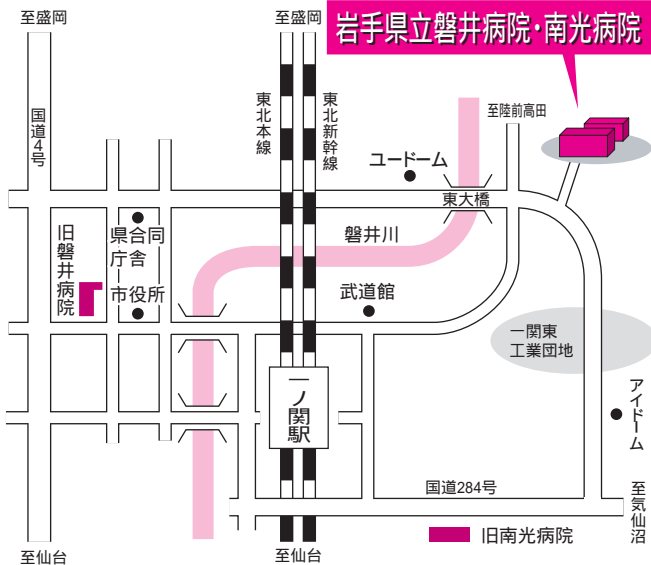 至盛岡
至盛岡
岩手県立磐井病院・南光病院
国道4号
東北本線
東北新幹線
至陸前高田
ユードーム
東大橋
旧磐井病院
県合同
庁舎
市役所
磐井川
武道館
一関東
工業団地
一ノ関駅
アイドーム
国道284号
至気仙沼
旧南光病院
至仙台
至仙台